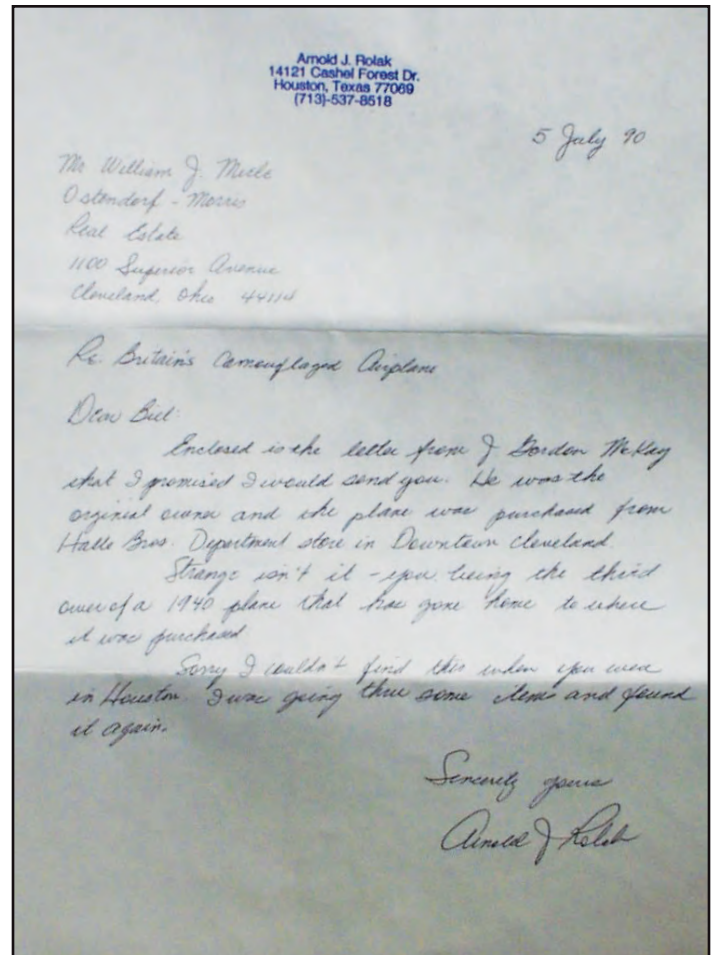 Arnold J. Rolak
14121 Cashel Forest Dr.
Houston, Texas 77069
(713)-537-8518
5 July 90
Mr William J. Miele
Ostendorf - Morris
Real Estate
1100 Superior Avenue
Cleveland, Ohio 44114
Re: Britain's Camouflaged Airplane
Dear Bill:
Enclosed is the letter from J Gordon McKay
that I promised I would send you. He was the
orginial owner and the plane was purchased from
Halle Bros. Department store in Downtown Cleveland.
Strange isn't it - you being the third
owner of a 1940 plane that has gone home to where
it was purchased
Sorry I couldn't find this when you were
in Houston. I was going thru some items and found
it again.
Sincerely yours
Arnold J Rolak